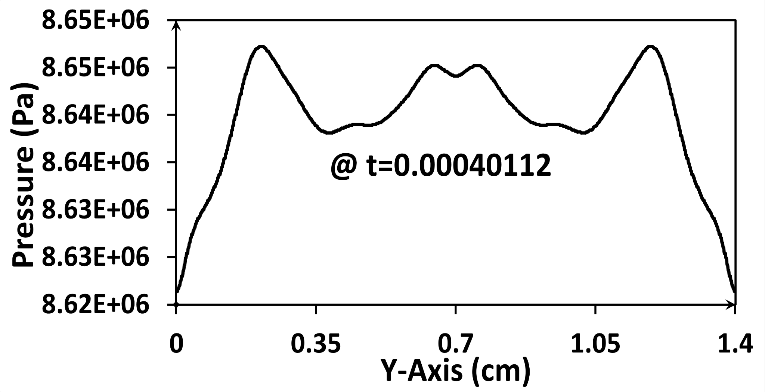 Pressure (Pa)
8.65E+06
8.65E+06
8.64E+06
8.64E+06
8.63E+06
8.63E+06
8.62E+06
@ t=0.00040112
0 0.35 0.7 1.05 1.4
Y-Axis (cm)